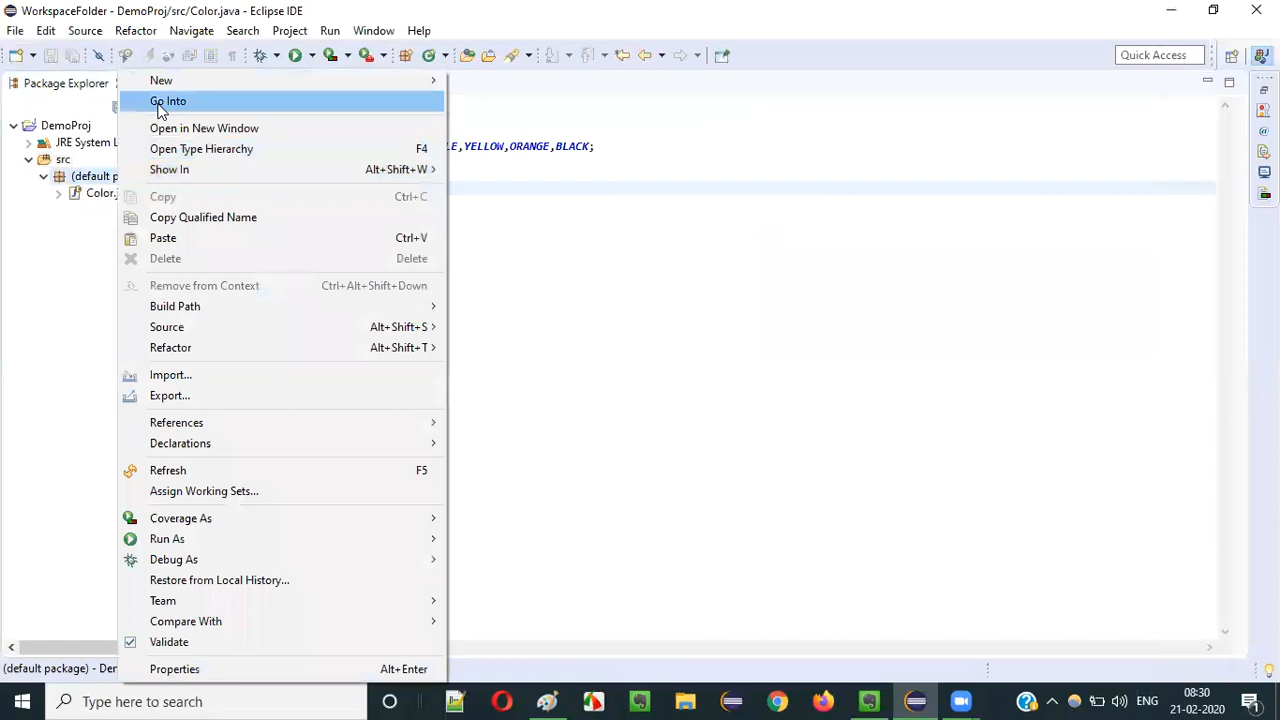 WorkspaceFolder - DemoProj/src/Color.java - Eclipse IDE
File Edit Source Refactor Navigate Search Project Run Window Help
Quick Access
Package Explorer
DemoProj
JRE System L
src
(default p
Color.j
,YELLOW,ORANGE,BLACK;
New
Go Into
Open in New Window
Open Type Hierarchy F4
Show In Alt+Shift+W
Copy Ctrl+C
Copy Qualified Name
Paste Ctrl+V
Delete Delete
Remove from Context Ctrl+Alt+Shift+Down
Build Path
Source Alt+Shift+S
Refactor Alt+Shift+T
Import...
Export...
References
Declarations
Refresh F5
Assign Working Sets...
Coverage As
Run As
Debug As
Restore from Local History...
Team
Compare With
Validate
Properties Alt+Enter
(default package) - Dem
Type here to search
ENG
08:30
21-02-2020